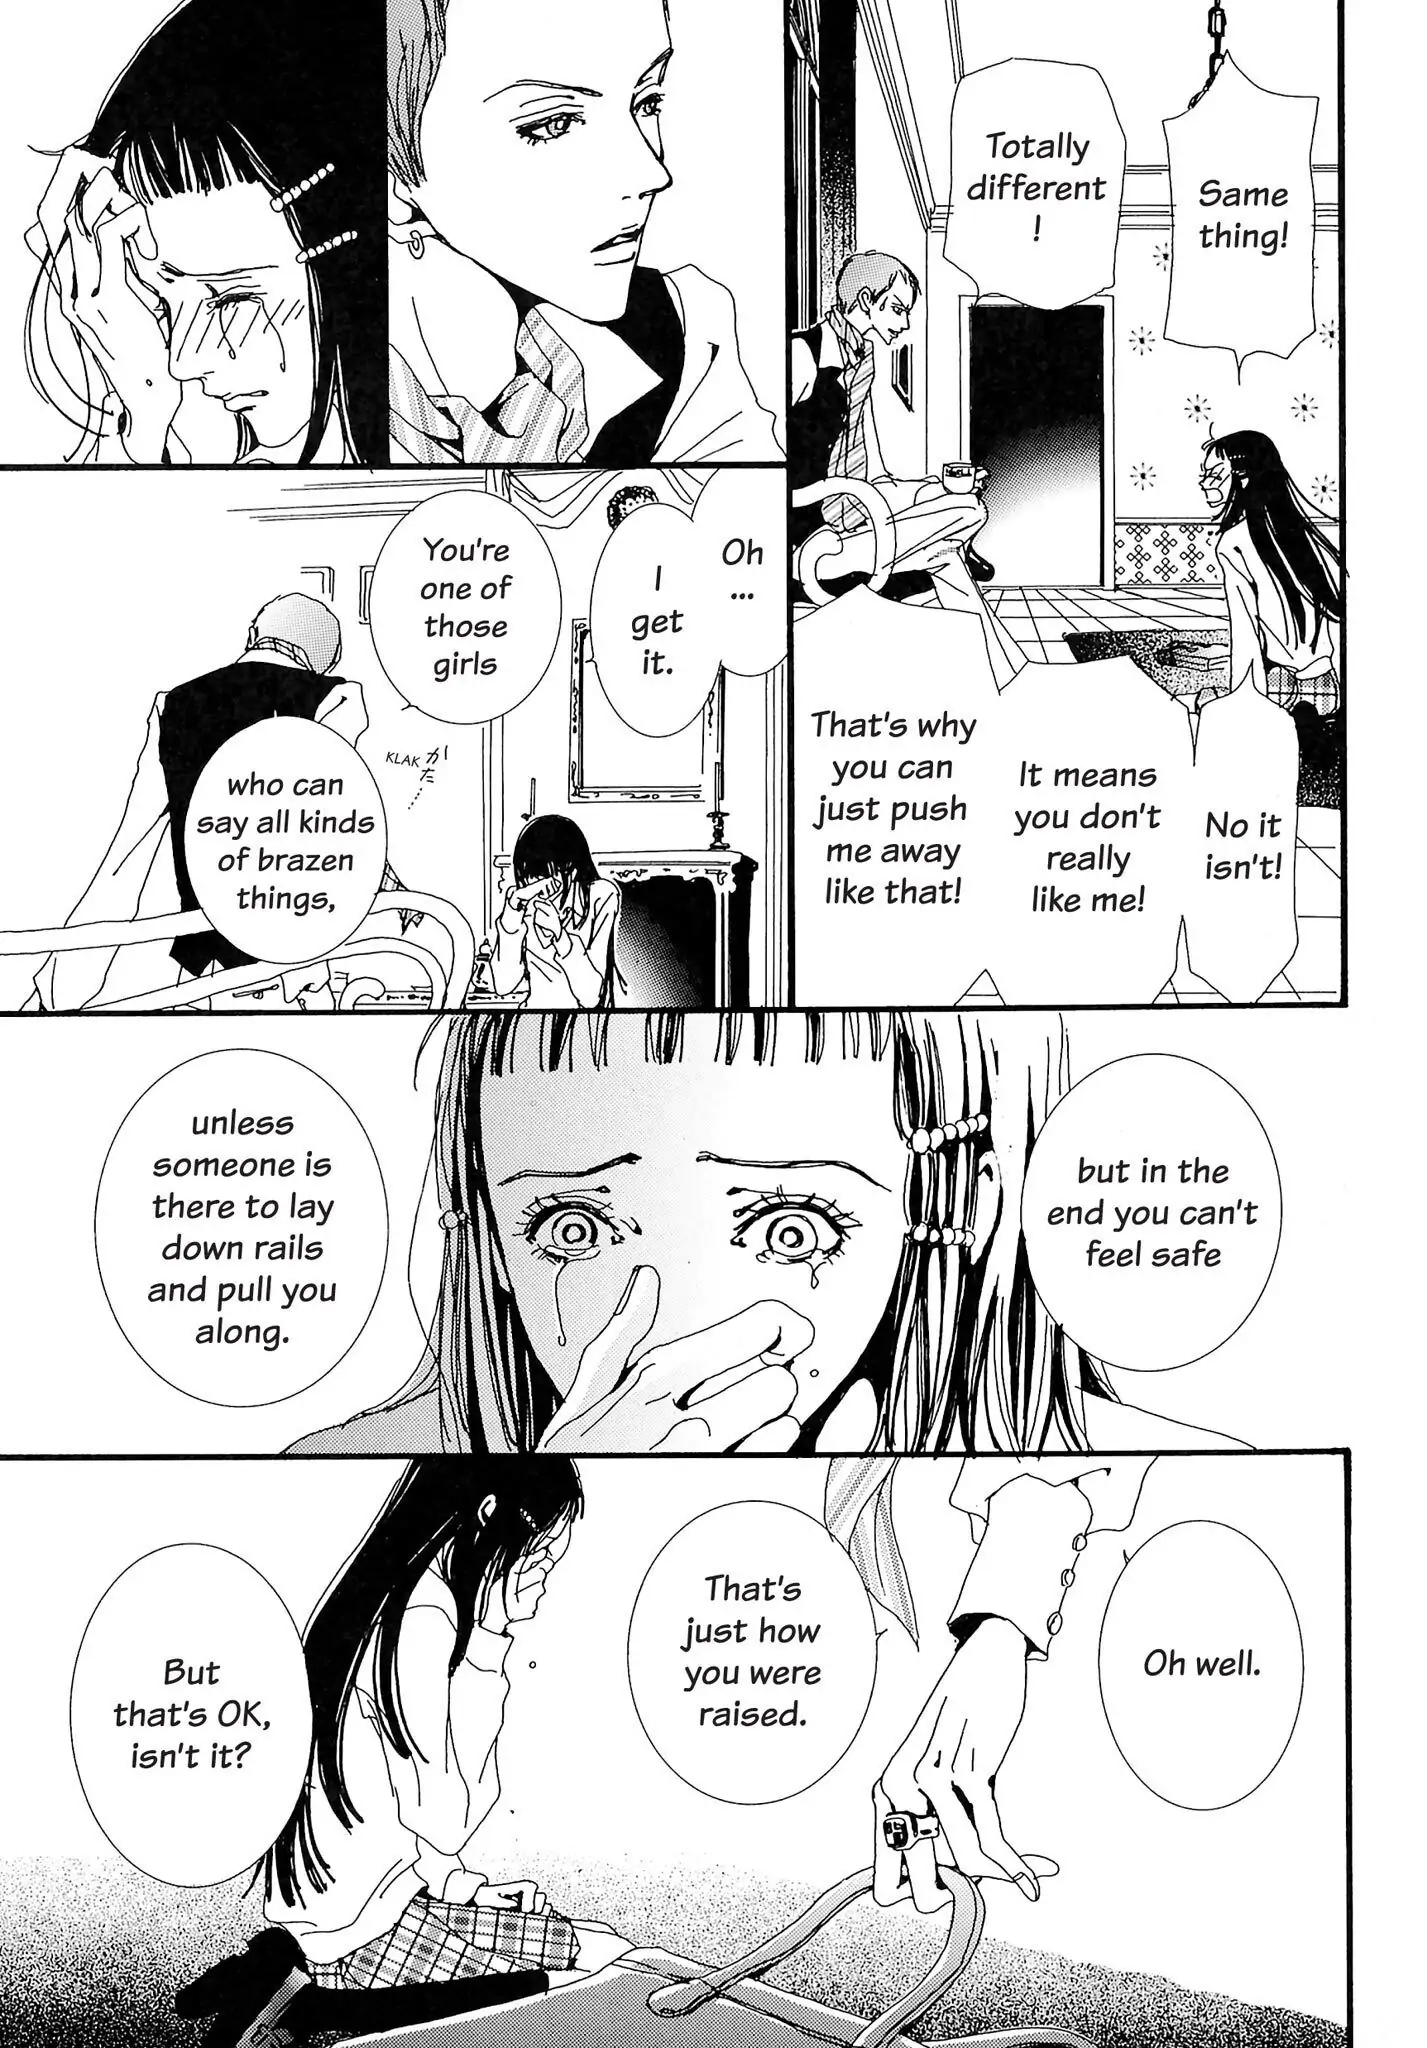 Same
thing!
Totally
different
!
No it
isn't!
It means
you don't
really
like me!
That's why
you can
just push
me away
like that!
Oh
...
I
get
it.
You're
one of
those
girls
KLAK
がた
who can
say all kinds
of brazen
things,
but in the
end you can't
feel safe
unless
someone is
there to lay
down rails
and pull you
along.
Oh well.
That's
just how
you were
raised.
But
that's OK,
isn't it?